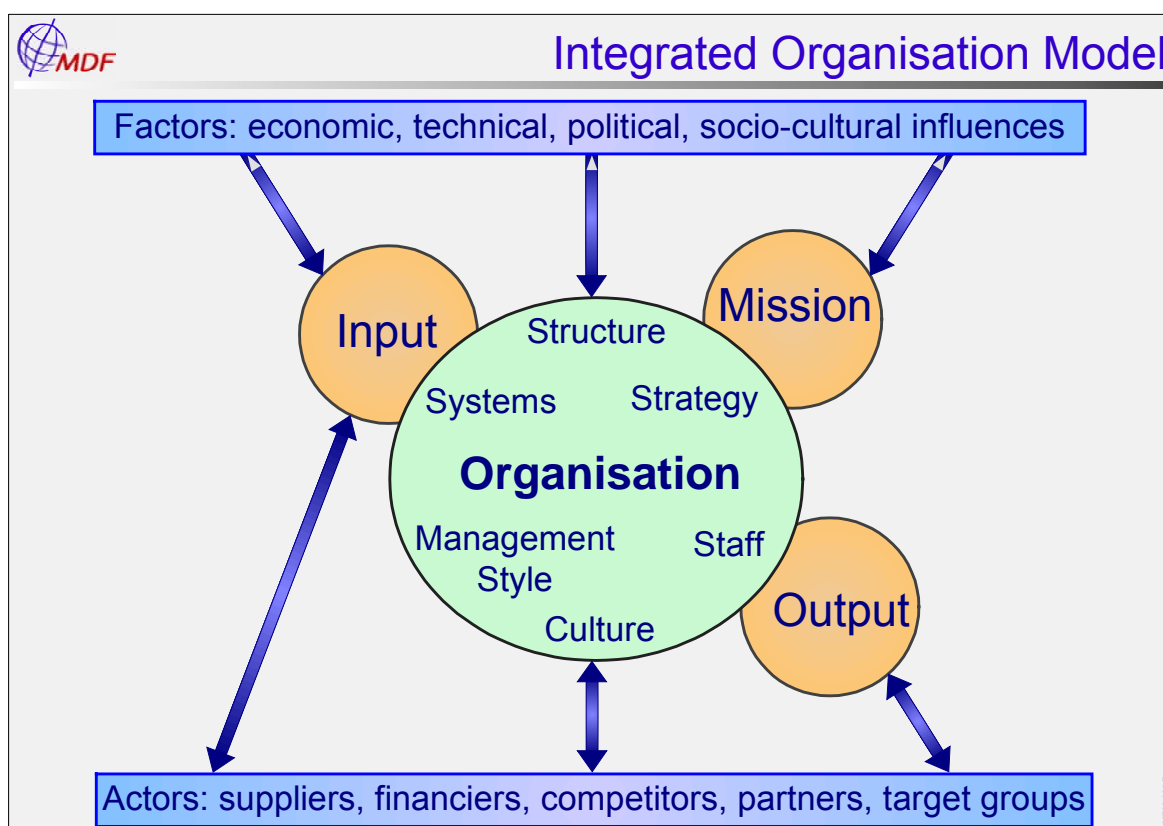 MDF
Integrated Organisation Model
Factors: economic, technical, political, socio-cultural influences
Mission
Input
Structure
Systems
Strategy
Organisation
Management
Style
Staff
Culture
Output
Actors: suppliers, financiers, competitors, partners, target groups